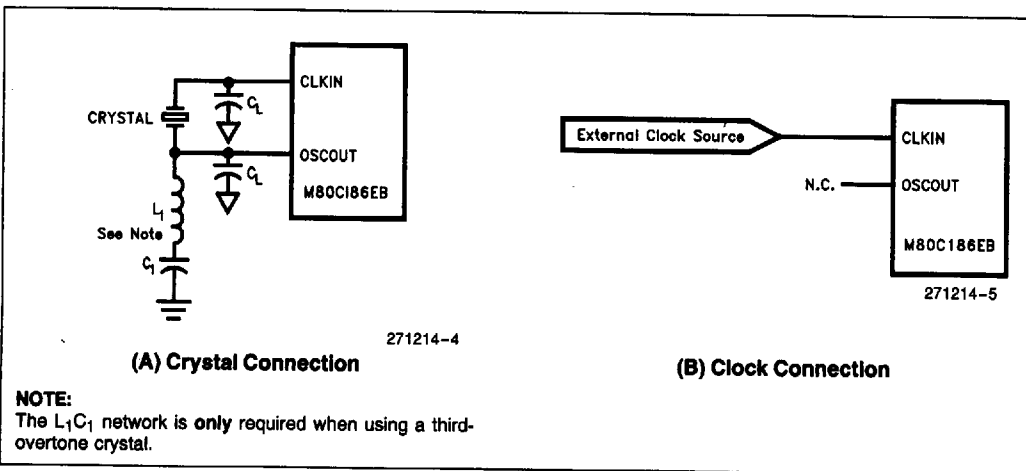 CLKIN
CRYSTAL
CL
OSCOUT
CL
M80C186EB
L1
See Note
C1
271214-4
(A) Crystal Connection
External Clock Source
CLKIN
N.C.
OSCOUT
M80C186EB
271214-5
(B) Clock Connection
NOTE:
The L1C1 network is only required when using a third-
overtone crystal.